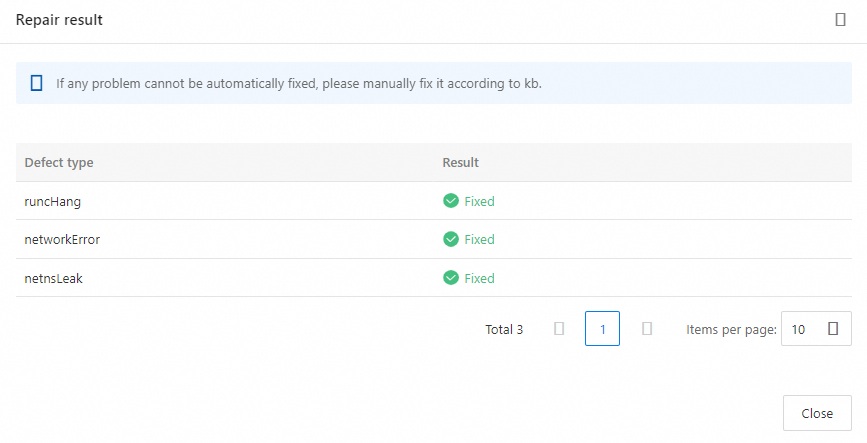 Repair result
If any problem cannot be automatically fixed, please manually fix it according to kb.
Defect type Result
runcHang Fixed
networkError Fixed
netnsLeak Fixed
Total 3 1 Items per page: 10
Close